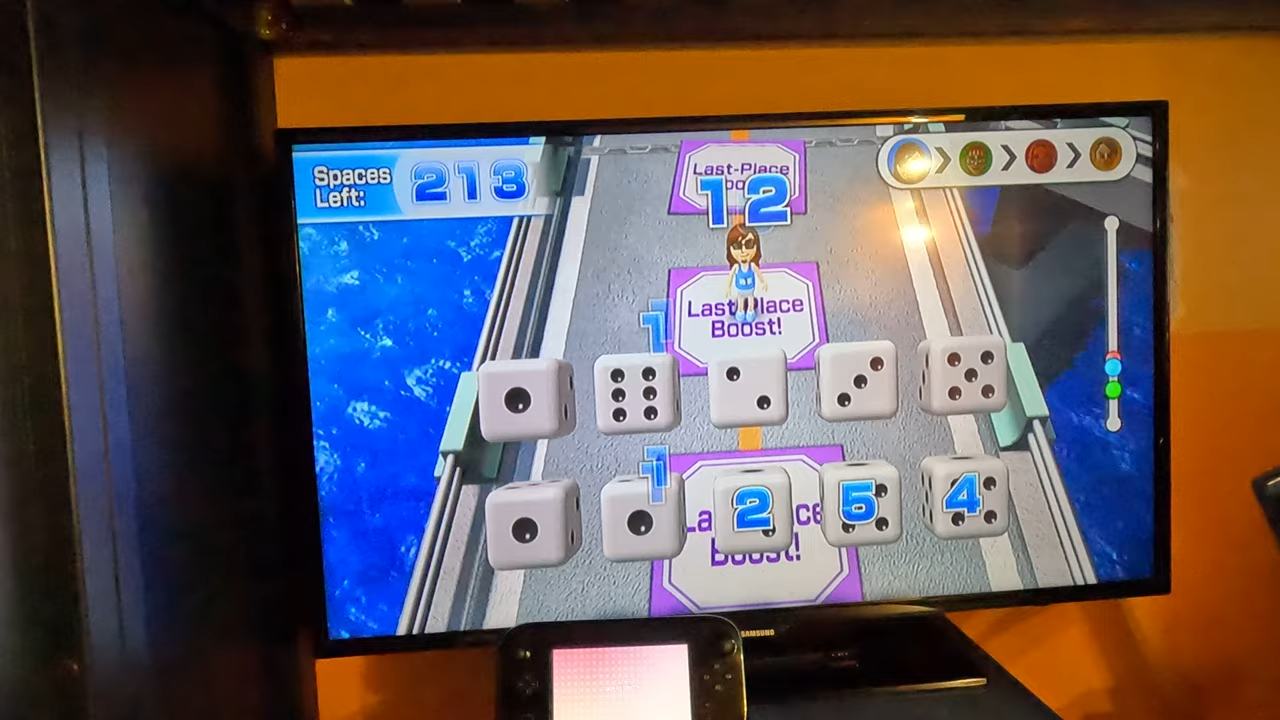 Spaces
Left:
213
Last-Place
12
Last-Place
Boost!
1
1
2
5
4
Boost!
SAMSUNG